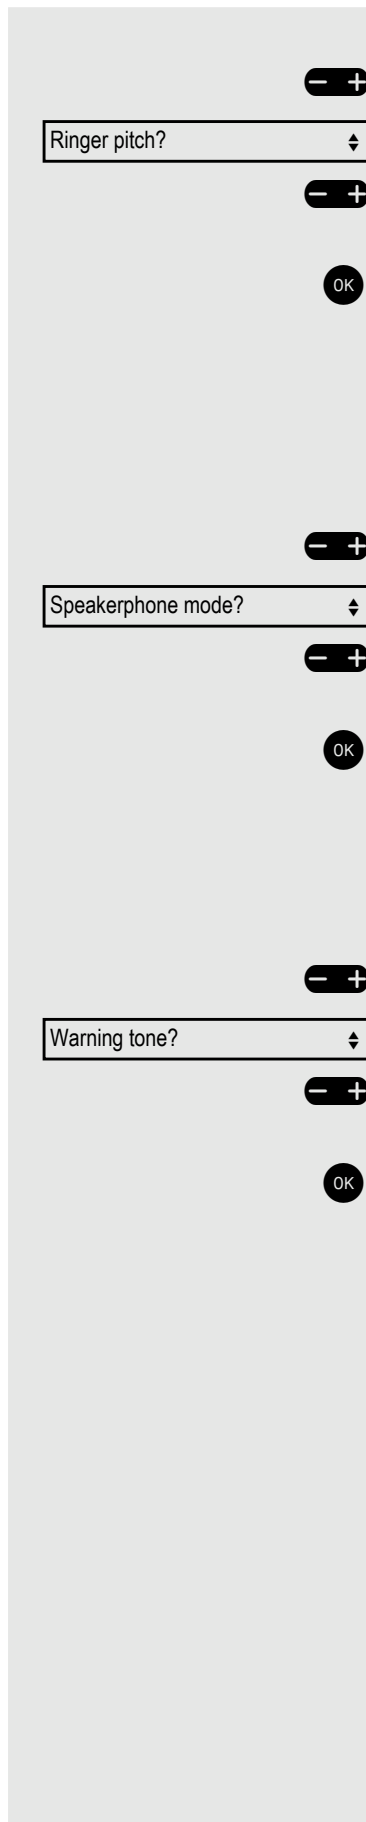 − +
Ringer pitch?
− +
OK
− +
Speakerphone mode?
− +
OK
− +
Warning tone?
− +
OK